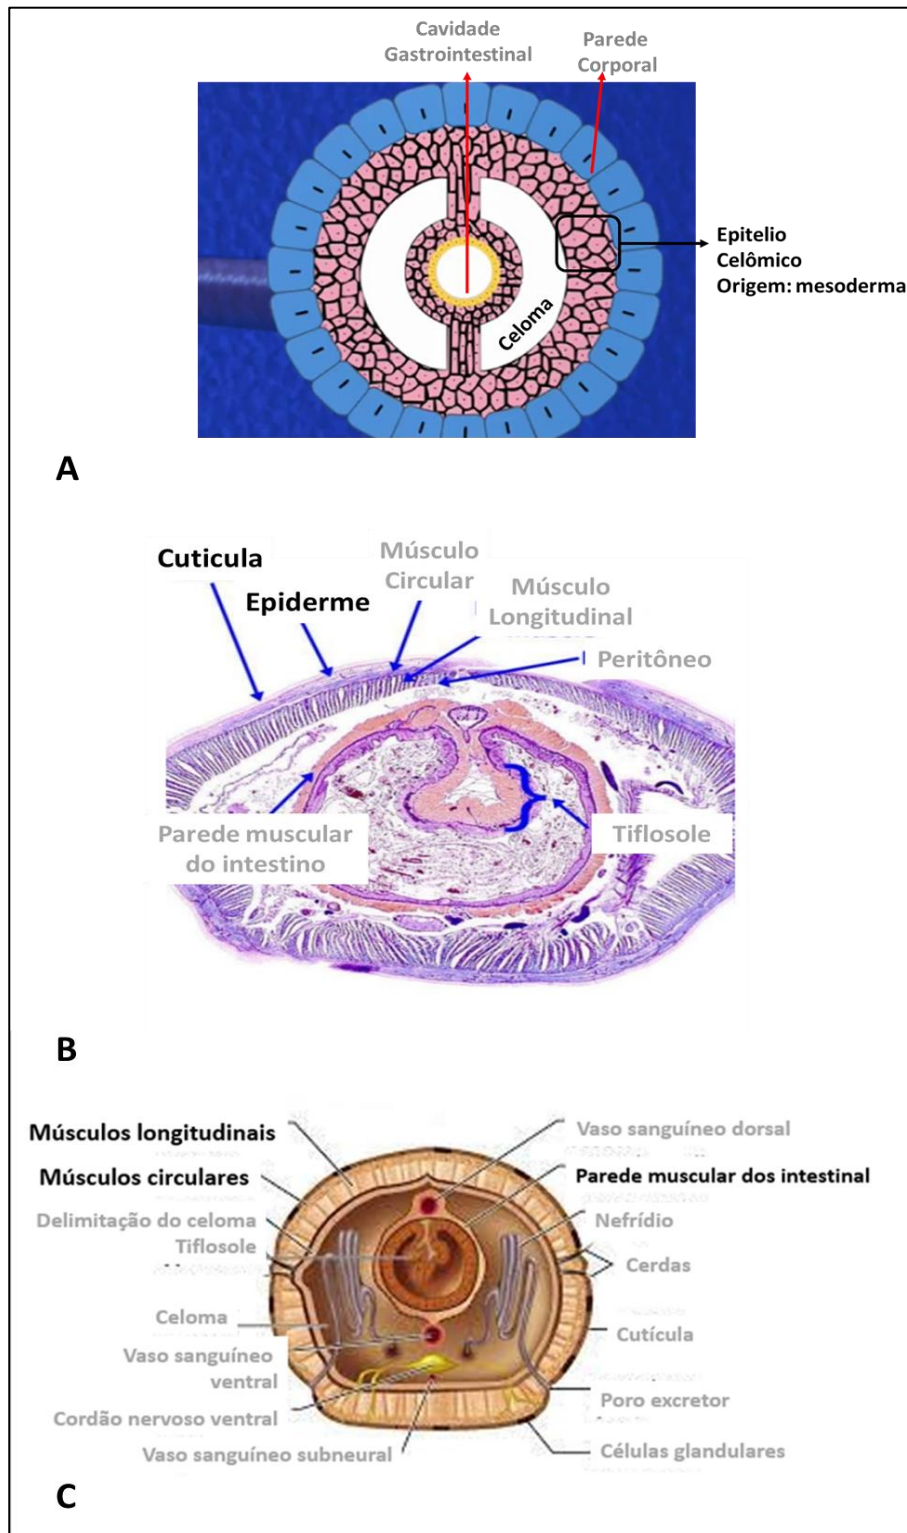 Cavidade
Gastrointestinal
Parede
Corporal
Epitelio
Celômico
Origem: mesoderma
Celoma
A
Cuticula
Epiderme
Músculo
Circular
Músculo
Longitudinal
Peritôneo
Parede muscular
do intestino
Tiflosole
B
Músculos longitudinais
Músculos circulares
Delimitação do celoma
Tiflosole
Celoma
Vaso sanguíneo
ventral
Cordão nervoso ventral
Vaso sanguíneo subneural
Vaso sanguíneo dorsal
Parede muscular dos intestinal
Nefrídio
Cerdas
Cutícula
Poro excretor
Células glandulares
C